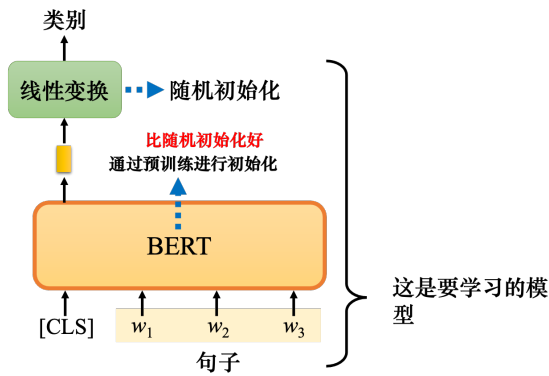 类别
线性变换
随机初始化
比随机初始化好
通过预训练进行初始化
BERT
这是要学习的模
型
[CLS] w1 w2 w3
句子